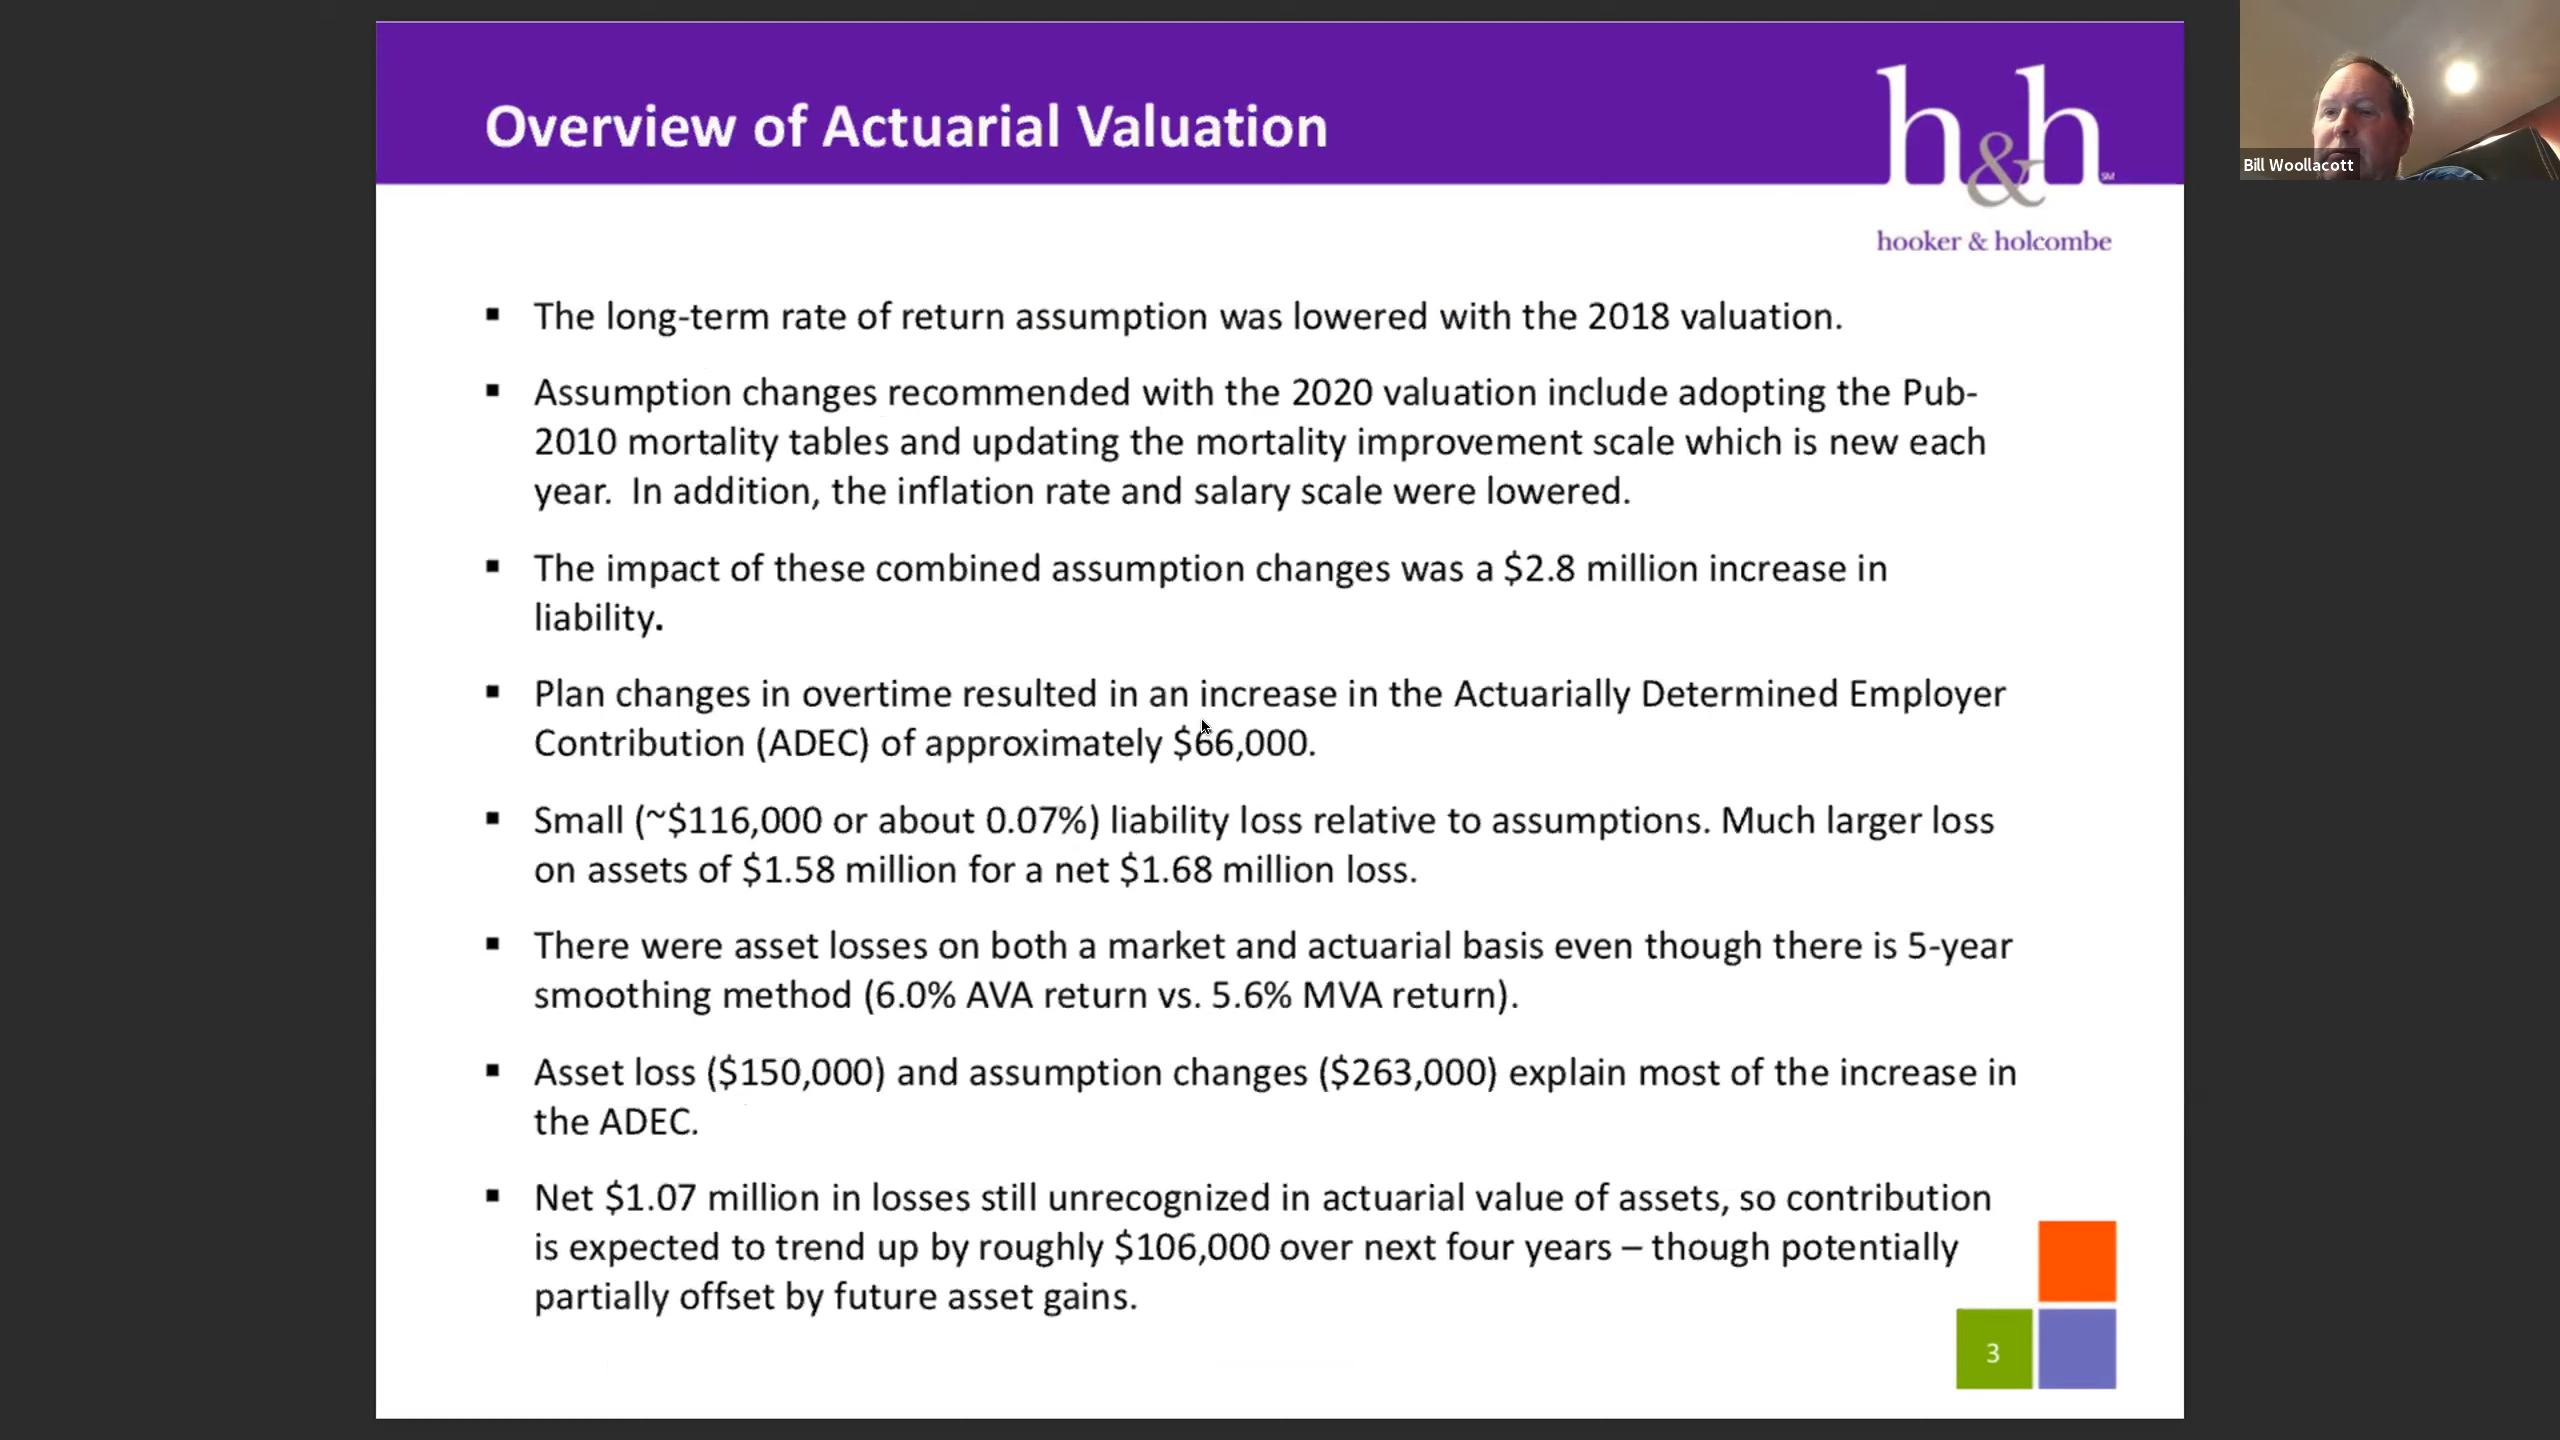 Overview of Actuarial Valuation
h&h
SM
hooker & holcombe
Bill Woollacott
▪ The long-term rate of return assumption was lowered with the 2018 valuation.
▪ Assumption changes recommended with the 2020 valuation include adopting the Pub-
2010 mortality tables and updating the mortality improvement scale which is new each
year.  In addition, the inflation rate and salary scale were lowered.
▪ The impact of these combined assumption changes was a $2.8 million increase in
liability.
▪ Plan changes in overtime resulted in an increase in the Actuarially Determined Employer
Contribution (ADEC) of approximately $66,000.
▪ Small (~$116,000 or about 0.07%) liability loss relative to assumptions. Much larger loss
on assets of $1.58 million for a net $1.68 million loss.
▪ There were asset losses on both a market and actuarial basis even though there is 5-year
smoothing method (6.0% AVA return vs. 5.6% MVA return).
▪ Asset loss ($150,000) and assumption changes ($263,000) explain most of the increase in
the ADEC.
▪ Net $1.07 million in losses still unrecognized in actuarial value of assets, so contribution
is expected to trend up by roughly $106,000 over next four years – though potentially
partially offset by future asset gains.
3